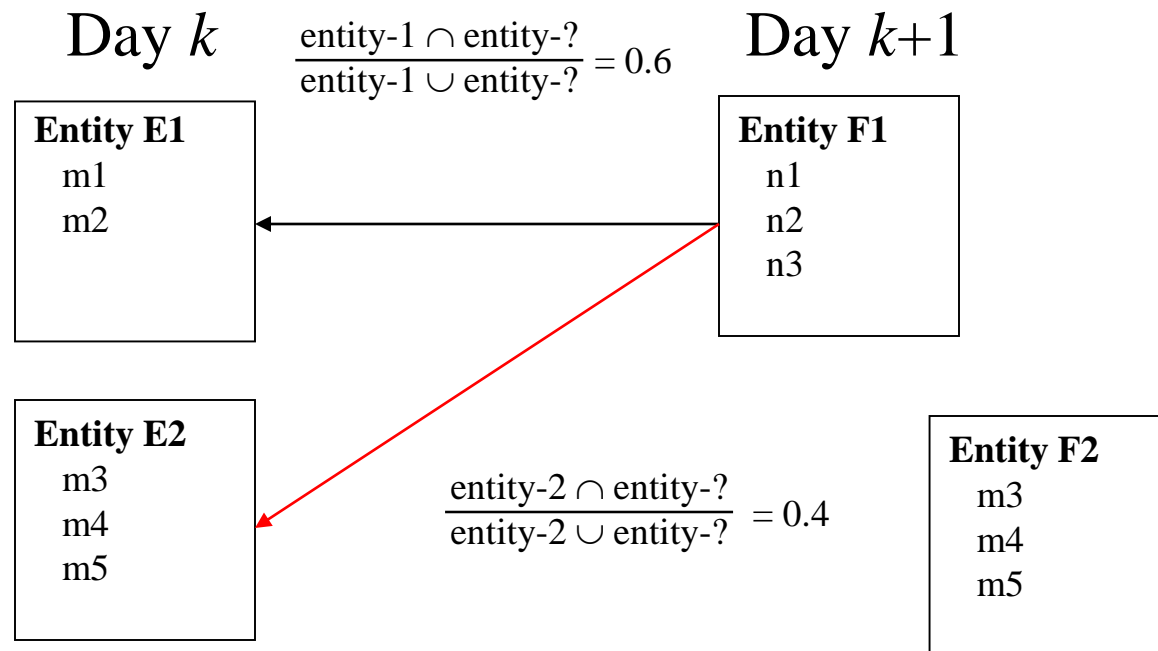 Day k
entity-1 ∩ entity-?
entity-1 ∪ entity-?
= 0.6
Day k+1
Entity E1
m1
m2
Entity F1
n1
n2
n3
Entity E2
m3
m4
m5
entity-2 ∩ entity-?
entity-2 ∪ entity-?
= 0.4
Entity F2
m3
m4
m5